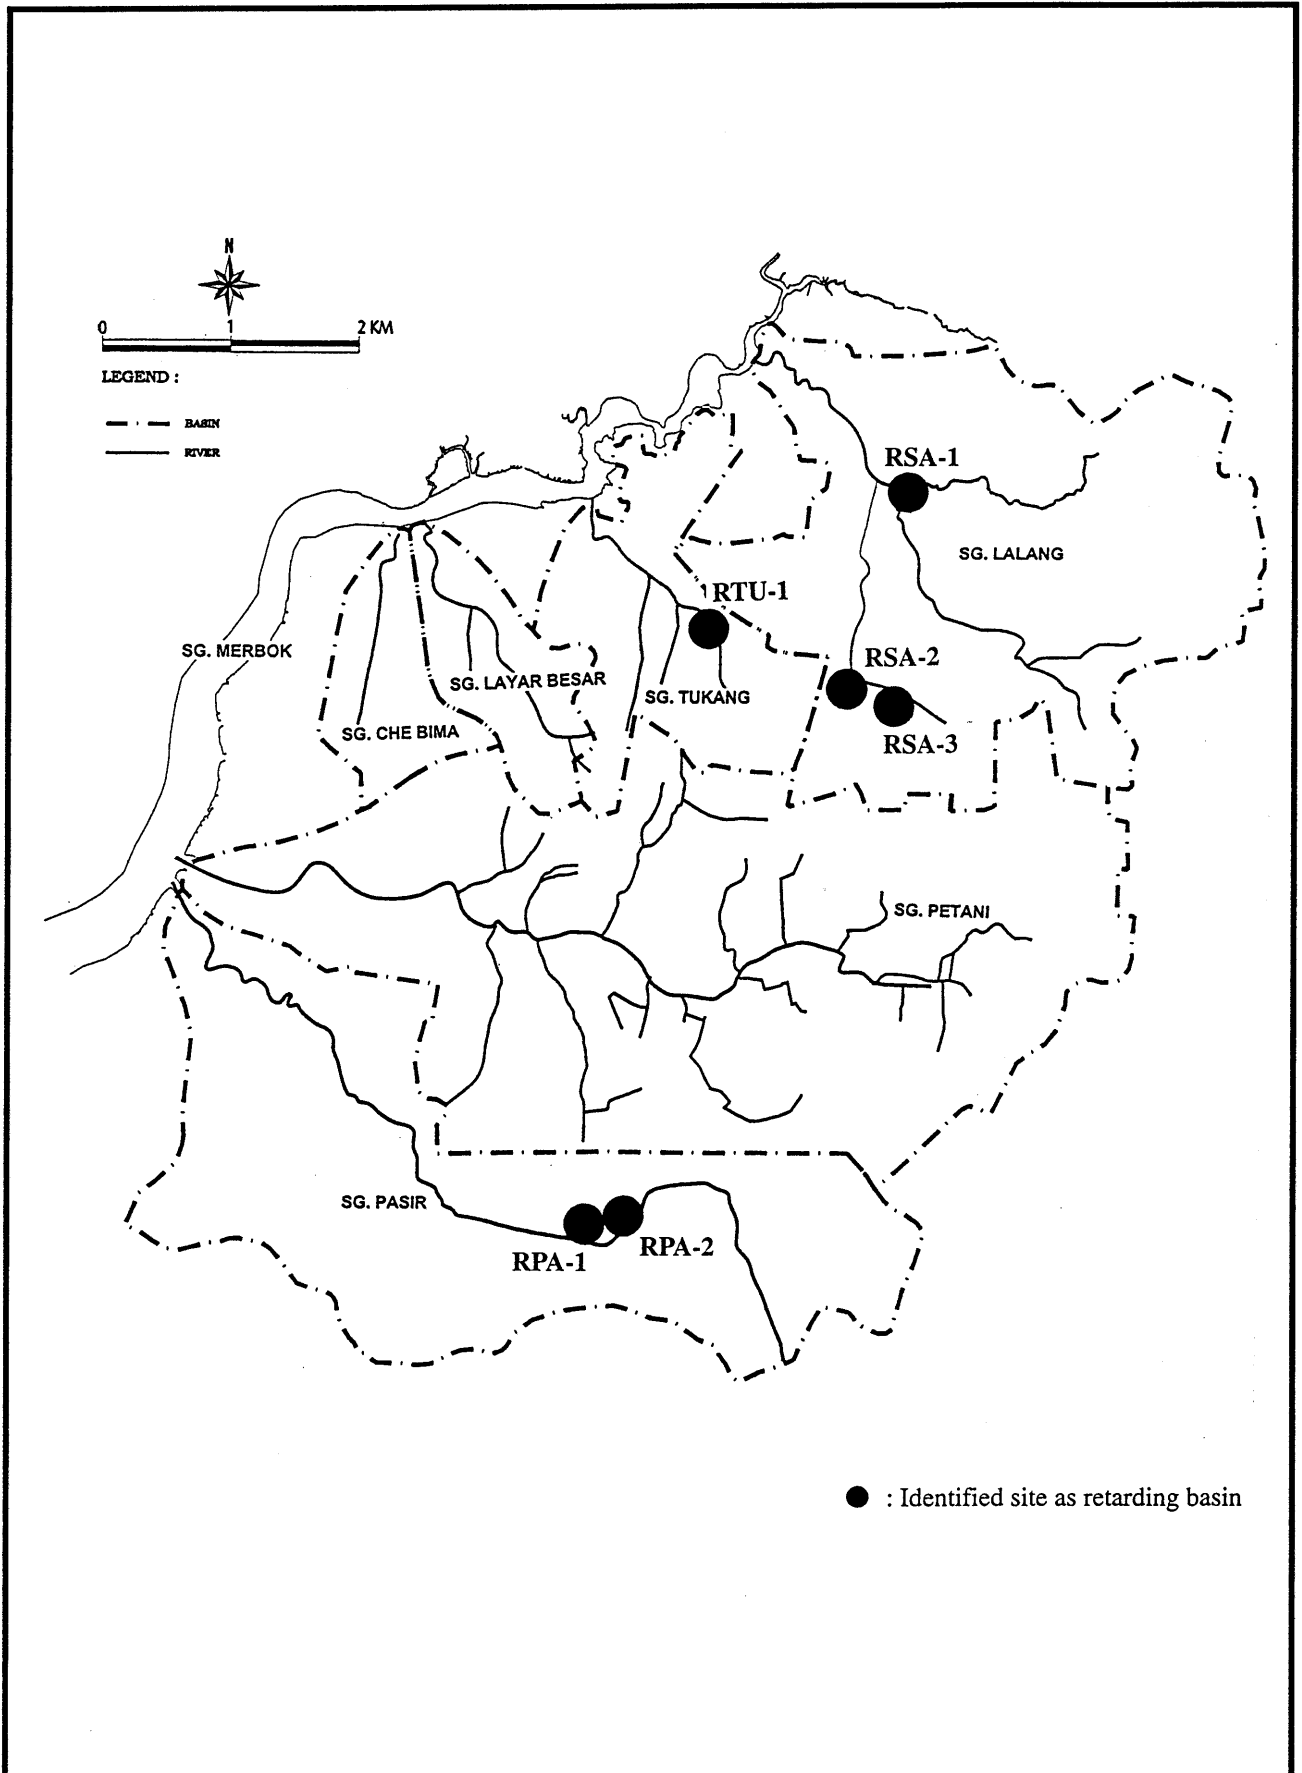 N
0 1 2 KM
LEGEND :
BASIN
RIVER
RSA-1
SG. LALANG
RTU-1
SG. MERBOK
RSA-2
SG. LAYAR BESAR
SG. TUKANG
SG. CHE BIMA
RSA-3
SG. PETANI
SG. PASIR
RPA-1
RPA-2
: Identified site as retarding basin